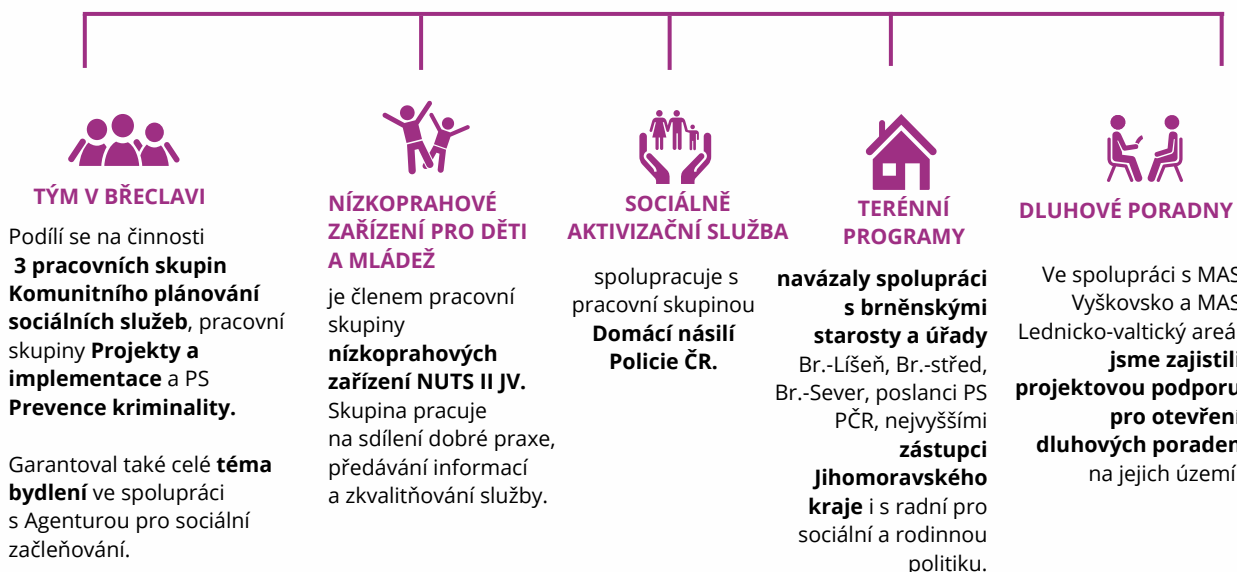 TÝM V BŘECLAVI
Podílí se na činnosti
3 pracovních skupin
Komunitního plánování
sociálních služeb, pracovní
skupiny Projekty a
implementace a PS
Prevence kriminality.
Garantoval také celé téma
bydlení ve spolupráci
s Agenturou pro sociální
začleňování.
NÍZKOPRAHOVÉ
ZAŘÍZENÍ PRO DĚTI
A MLÁDEŽ
je členem pracovní
skupiny
nízkoprahových
zařízení NUTS II JV.
Skupina pracuje
na sdílení dobré praxe,
předávání informací
a zkvalitňování služby.
SOCIÁLNĚ
AKTIVIZAČNÍ SLUŽBA
spolupracuje s
pracovní skupinou
Domácí násilí
Policie ČR.
TERÉNNÍ
PROGRAMY
navázaly spolupráci
s brněnskými
starosty a úřady
Br.-Líšeň, Br.-střed,
Br.-Sever, poslanci PS
PČR, nejvyššími
zástupci
Jihomoravského
kraje i s radní pro
sociální a rodinnou
politiku.
DLUHOVÉ PORADNY
Ve spolupráci s MAS
Vyškovsko a MAS
Lednicko-valtický areá
jsme zajistili
projektovou podporu
pro otevření
dluhových poraden
na jejich území